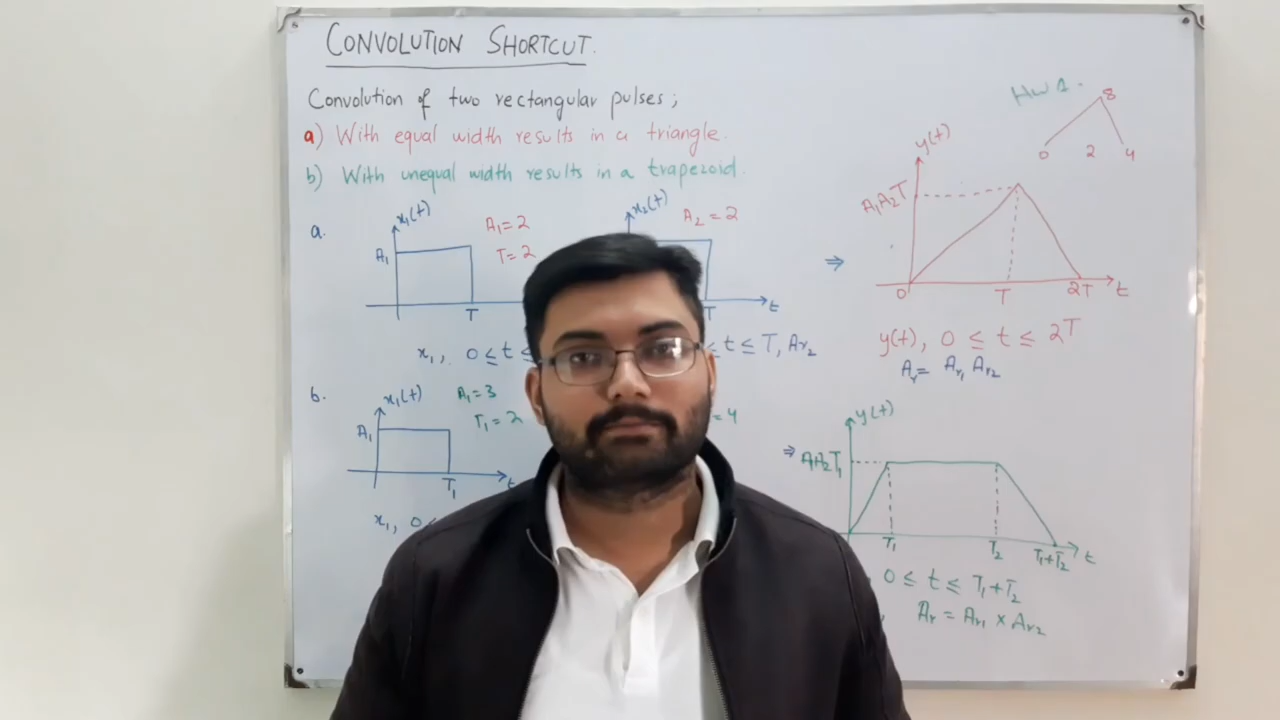 CONVOLUTION SHORTCUT.
Convolution of two rectangular pulses;
a) With equal width results in a triangle.
b) With unequal width results in a trapezoid.
HW 1.
8
0 2 4
a.
x₁(t)
A₁
T
A₁=2
T=2
x₂(t)
A₂=2
T
t
⇒
y(t)
A₁A₂T
0 T 2T t
x₁, 0≤t≤
≤t≤T, Ar₂
y(t), 0≤t≤2T
Ay= Ar₁ Ar₂
b.
x₁(t)
A₁
T₁ t
A₁=3
T₁=2
=4
⇒
y(t)
A₁A₂T₁
T₁ T₂ T₁+T₂ t
x₁, 0≤
0≤t≤T₁+T₂
Ar = Ar₁ × Ar₂